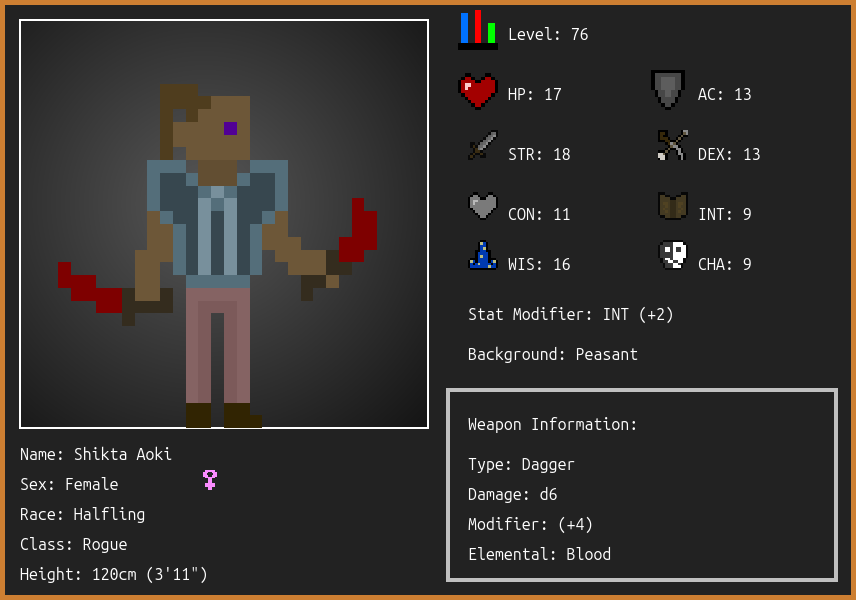 Level: 76
HP: 17
AC: 13
STR: 18
DEX: 13
CON: 11
INT: 9
WIS: 16
CHA: 9
Stat Modifier: INT (+2)
Background: Peasant
Weapon Information:
Type: Dagger
Damage: d6
Modifier: (+4)
Elemental: Blood
Name: Shikta Aoki
Sex: Female
Race: Halfling
Class: Rogue
Height: 120cm (3'11")